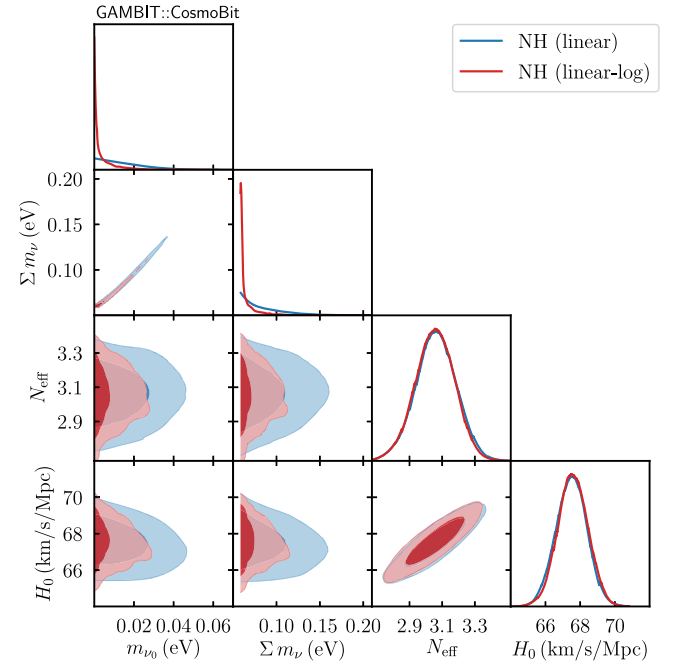 GAMBIT::CosmoBit
NH (linear)
NH (linear-log)
0.20
0.15
0.10
Σ m_ν (eV)
3.3
3.1
2.9
N_eff
70
68
66
H_0 (km/s/Mpc)
0.02 0.04 0.06
m_ν_0 (eV)
0.10 0.15 0.20
Σ m_ν (eV)
2.9 3.1 3.3
N_eff
66 68 70
H_0 (km/s/Mpc)